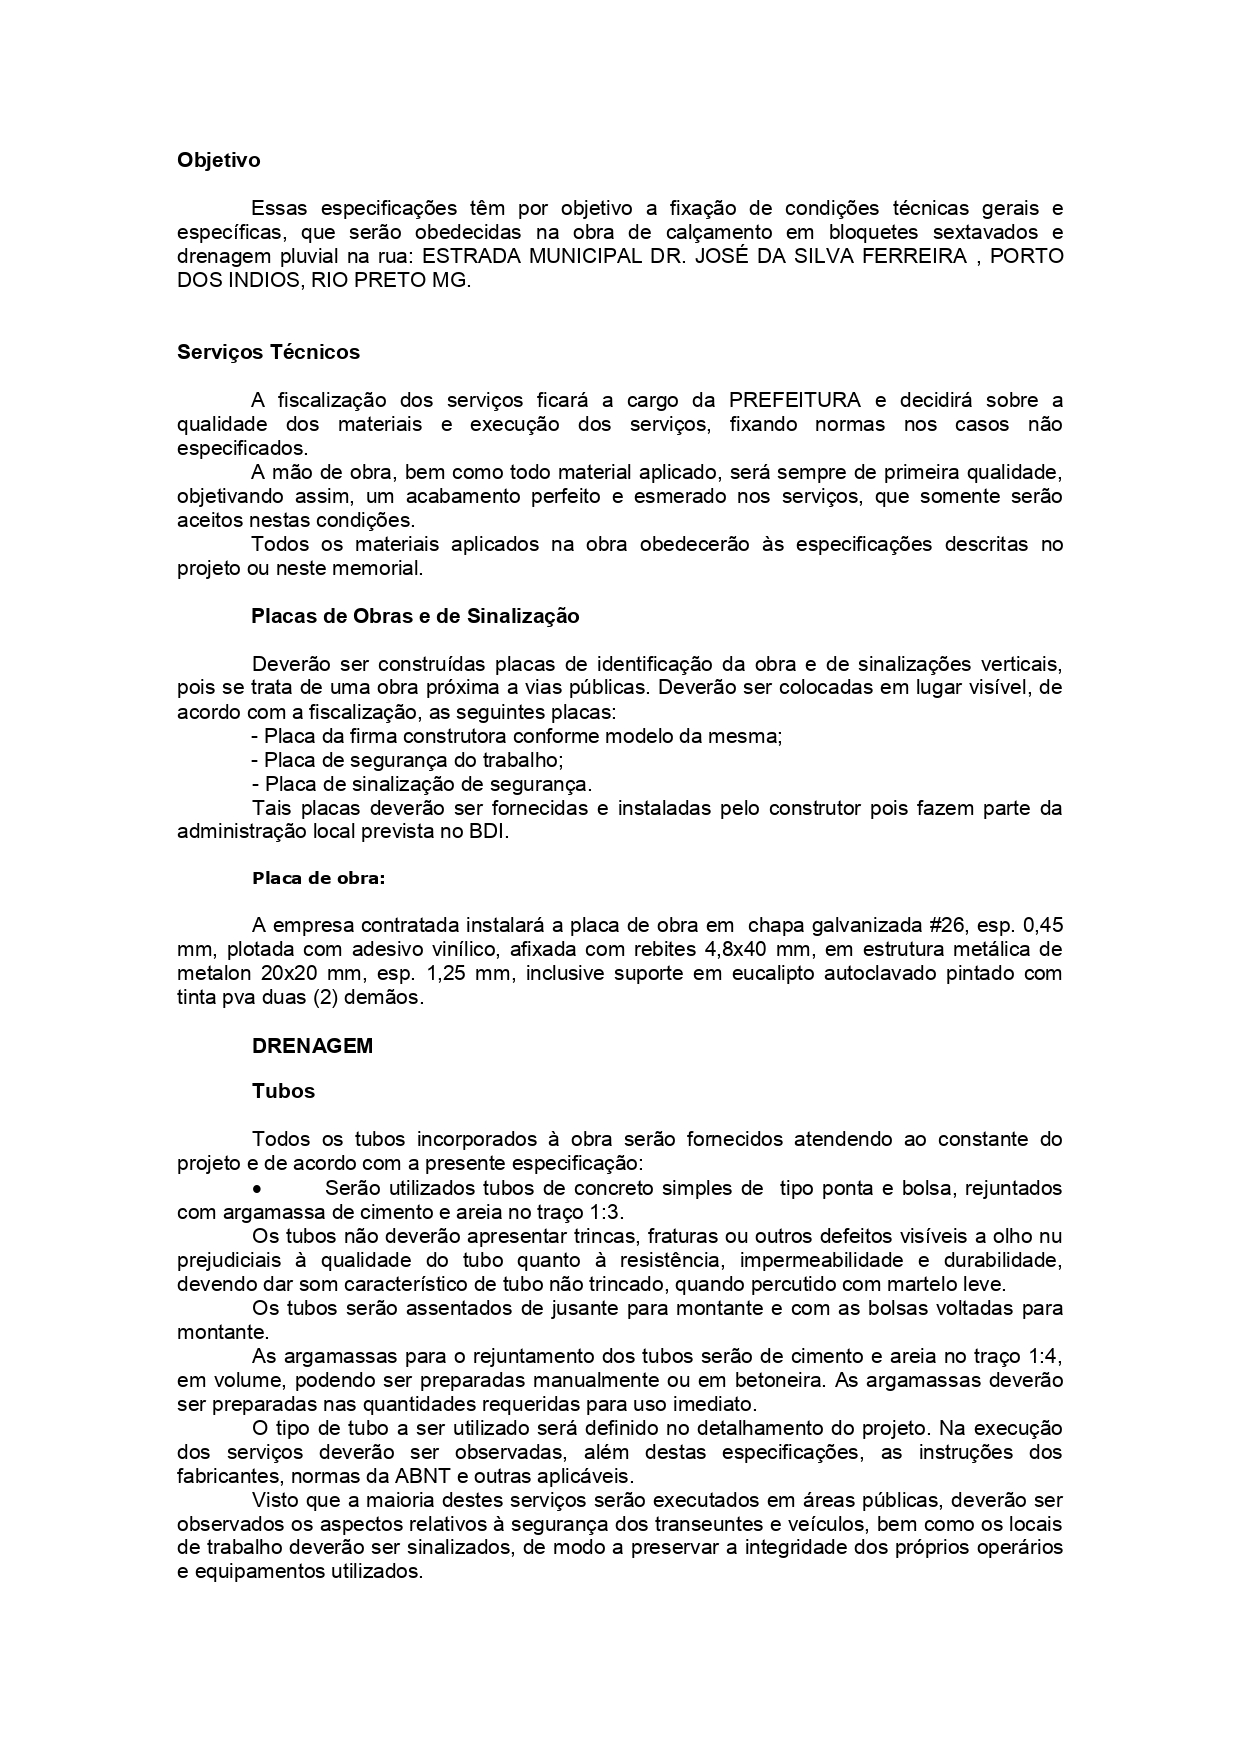 Objetivo
Essas especificações têm por objetivo a fixação de condições técnicas gerais e
específicas, que serão obedecidas na obra de calçamento em bloquetes sextavados e
drenagem pluvial na rua: ESTRADA MUNICIPAL DR. JOSÉ DA SILVA FERREIRA , PORTO
DOS INDIOS, RIO PRETO MG.
Serviços Técnicos
A fiscalização dos serviços ficará a cargo da PREFEITURA e decidirá sobre a
qualidade dos materiais e execução dos serviços, fixando normas nos casos não
especificados.
A mão de obra, bem como todo material aplicado, será sempre de primeira qualidade,
objetivando assim, um acabamento perfeito e esmerado nos serviços, que somente serão
aceitos nestas condições.
Todos os materiais aplicados na obra obedecerão às especificações descritas no
projeto ou neste memorial.
Placas de Obras e de Sinalização
Deverão ser construídas placas de identificação da obra e de sinalizações verticais,
pois se trata de uma obra próxima a vias públicas. Deverão ser colocadas em lugar visível, de
acordo com a fiscalização, as seguintes placas:
- Placa da firma construtora conforme modelo da mesma;
- Placa de segurança do trabalho;
- Placa de sinalização de segurança.
Tais placas deverão ser fornecidas e instaladas pelo construtor pois fazem parte da
administração local prevista no BDI.
Placa de obra:
A empresa contratada instalará a placa de obra em chapa galvanizada #26, esp. 0,45
mm, plotada com adesivo vinílico, afixada com rebites 4,8x40 mm, em estrutura metálica de
metalon 20x20 mm, esp. 1,25 mm, inclusive suporte em eucalipto autoclavado pintado com
tinta pva duas (2) demãos.
DRENAGEM
Tubos
Todos os tubos incorporados à obra serão fornecidos atendendo ao constante do
projeto e de acordo com a presente especificação:
• Serão utilizados tubos de concreto simples de tipo ponta e bolsa, rejuntados
com argamassa de cimento e areia no traço 1:3.
Os tubos não deverão apresentar trincas, fraturas ou outros defeitos visíveis a olho nu
prejudiciais à qualidade do tubo quanto à resistência, impermeabilidade e durabilidade,
devendo dar som característico de tubo não trincado, quando percutido com martelo leve.
Os tubos serão assentados de jusante para montante e com as bolsas voltadas para
montante.
As argamassas para o rejuntamento dos tubos serão de cimento e areia no traço 1:4,
em volume, podendo ser preparadas manualmente ou em betoneira. As argamassas deverão
ser preparadas nas quantidades requeridas para uso imediato.
O tipo de tubo a ser utilizado será definido no detalhamento do projeto. Na execução
dos serviços deverão ser observadas, além destas especificações, as instruções dos
fabricantes, normas da ABNT e outras aplicáveis.
Visto que a maioria destes serviços serão executados em áreas públicas, deverão ser
observados os aspectos relativos à segurança dos transeuntes e veículos, bem como os locais
de trabalho deverão ser sinalizados, de modo a preservar a integridade dos próprios operários
e equipamentos utilizados.